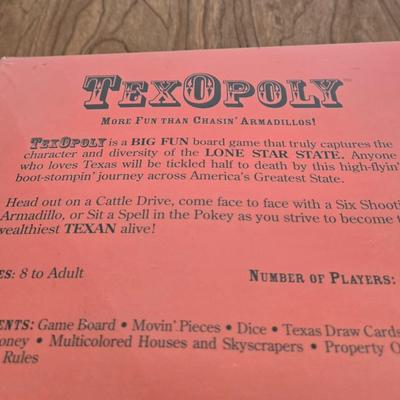 TEXOPOLY
MORE FUN THAN CHASIN' ARMADILLOS!
TEXOPOLY is a BIG FUN board game that truly captures the
character and diversity of the LONE STAR STATE. Anyone
who loves Texas will be tickled half to death by this high-flyin'
boot-stompin' journey across America's Greatest State.
Head out on a Cattle Drive, come face to face with a Six Shooti
Armadillo, or Sit a Spell in the Pokey as you strive to become t
wealthiest TEXAN alive!
ES: 8 to Adult
NUMBER OF PLAYERS:
ENTS: Game Board • Movin' Pieces • Dice • Texas Draw Cards
oney • Multicolored Houses and Skyscrapers • Property O
Rules